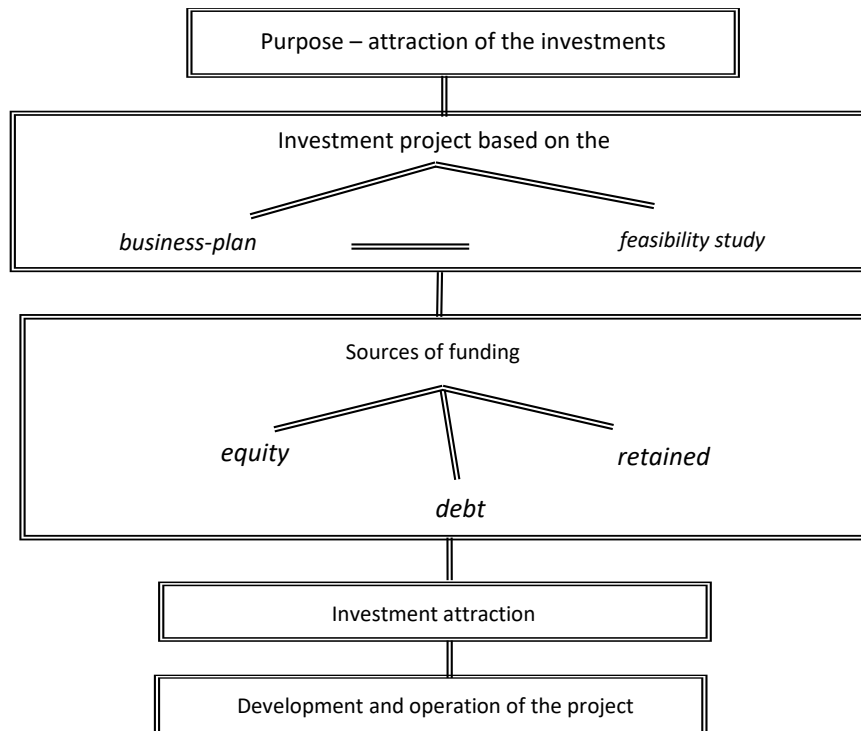 Purpose – attraction of the investments
Investment project based on the
business-plan
feasibility study
Sources of funding
equity
retained
debt
Investment attraction
Development and operation of the project